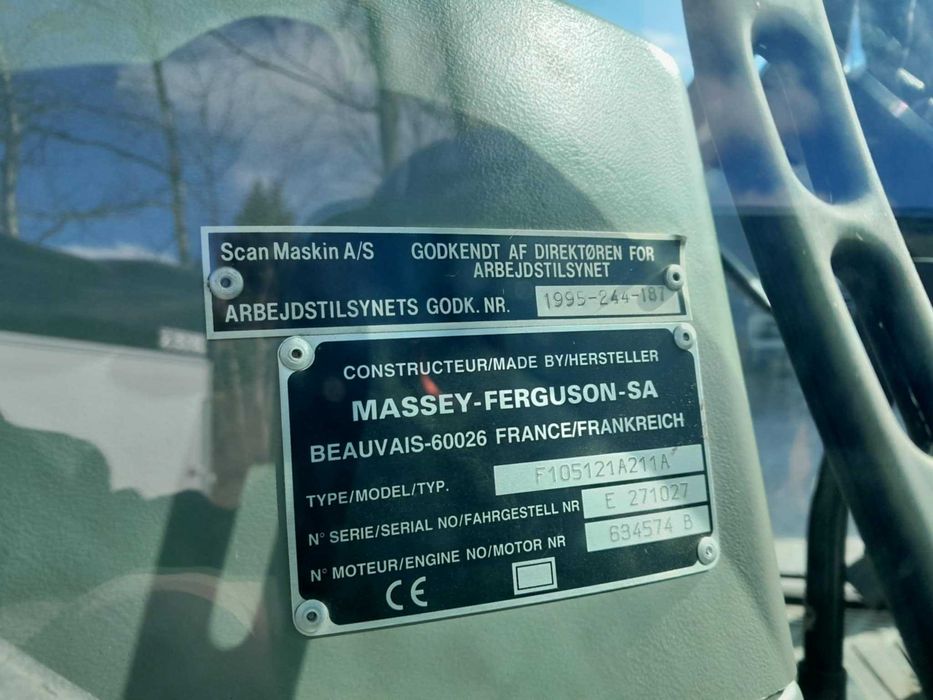 Scan Maskin A/S GODKENDT AF DIREKTØREN FOR
ARBEJDSTILSYNET
ARBEJDSTILSYNETS GODK. NR. 1995-244-187
CONSTRUCTEUR/MADE BY/HERSTELLER
MASSEY-FERGUSON-SA
BEAUVAIS-60026 FRANCE/FRANKREICH
TYPE/MODEL/TYP. F105121A211A
N° SERIE/SERIAL NO/FAHRGESTELL NR E 271027
N° MOTEUR/ENGINE NO/MOTOR NR 634574 B
CE